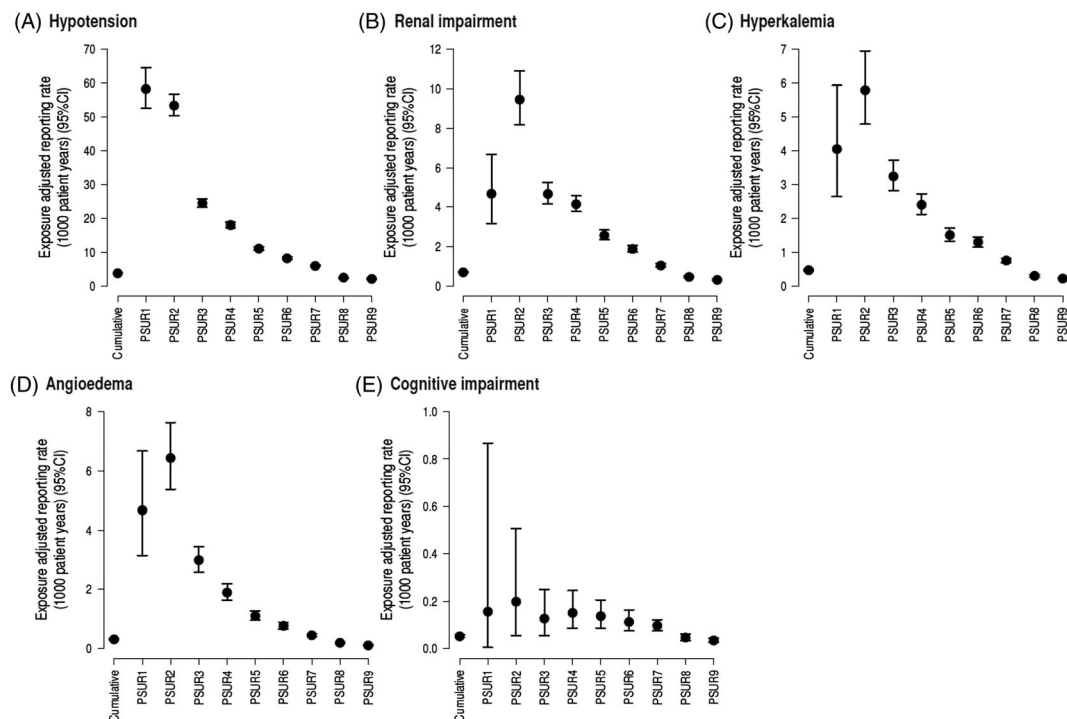 (A) Hypotension
Exposure adjusted reporting rate
(1000 patient years) (95%CI)
70
60
50
40
30
20
10
0
Cumulative
PSUR1
PSUR2
PSUR3
PSUR4
PSUR5
PSUR6
PSUR7
PSUR8
PSUR9
(B) Renal impairment
Exposure adjusted reporting rate
(1000 patient years) (95%CI)
12
10
8
6
4
2
0
Cumulative
PSUR1
PSUR2
PSUR3
PSUR4
PSUR5
PSUR6
PSUR7
PSUR8
PSUR9
(C) Hyperkalemia
Exposure adjusted reporting rate
(1000 patient years) (95%CI)
7
6
5
4
3
2
1
0
Cumulative
PSUR1
PSUR2
PSUR3
PSUR4
PSUR5
PSUR6
PSUR7
PSUR8
PSUR9
(D) Angioedema
Exposure adjusted reporting rate
(1000 patient years) (95%CI)
8
6
4
2
0
Cumulative
PSUR1
PSUR2
PSUR3
PSUR4
PSUR5
PSUR6
PSUR7
PSUR8
PSUR9
(E) Cognitive impairment
Exposure adjusted reporting rate
(1000 patient years) (95%CI)
1.0
0.8
0.6
0.4
0.2
0.0
Cumulative
PSUR1
PSUR2
PSUR3
PSUR4
PSUR5
PSUR6
PSUR7
PSUR8
PSUR9